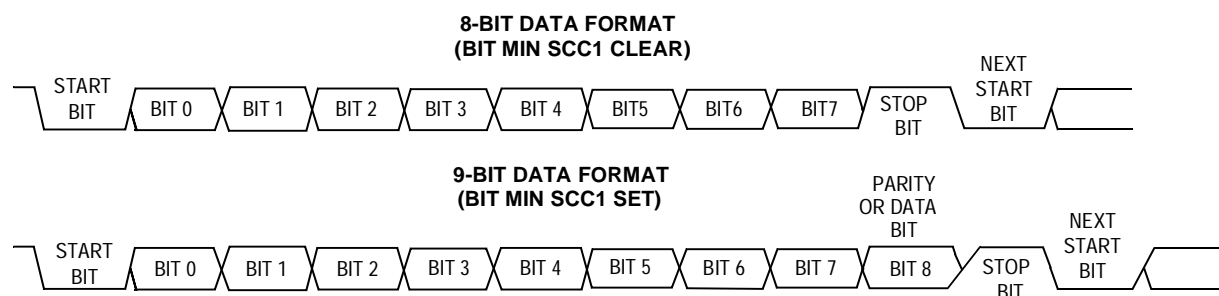 8-BIT DATA FORMAT
(BIT MIN SCC1 CLEAR)
START
BIT
BIT 0
BIT 1
BIT 2
BIT 3
BIT 4
BIT5
BIT6
BIT7
STOP
BIT
NEXT
START
BIT
9-BIT DATA FORMAT
(BIT MIN SCC1 SET)
START
BIT
BIT 0
BIT 1
BIT 2
BIT 3
BIT 4
BIT 5
BIT 6
BIT 7
PARITY
OR DATA
BIT
BIT 8
STOP
BIT
NEXT
START
BIT